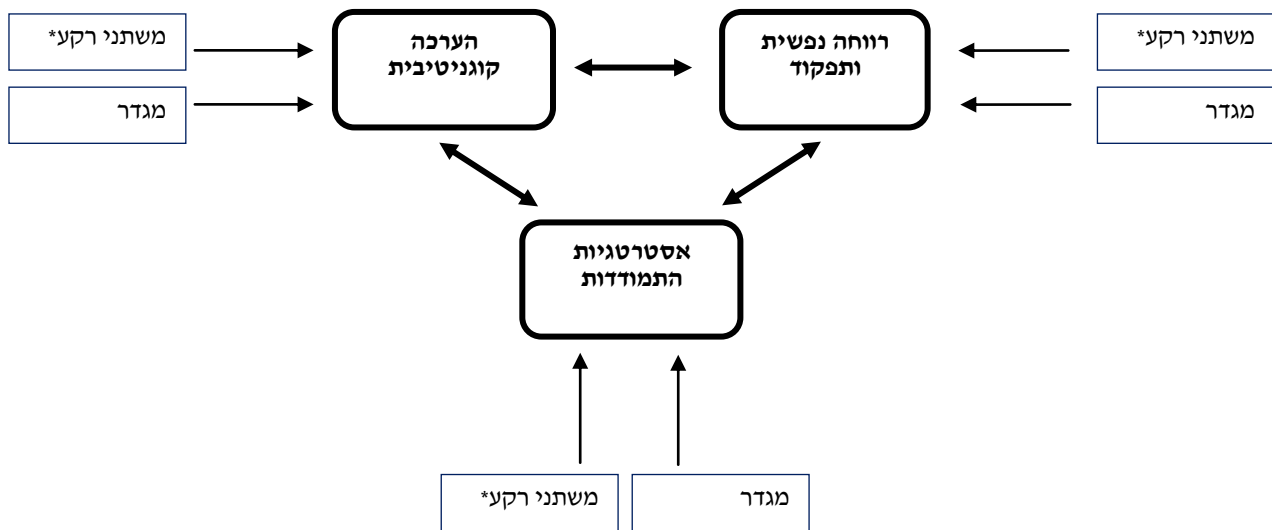 משתני רקע*
רווחה נפשית
ותפקוד
הערכה
קוגניטיבית
משתני רקע*
מגדר
מגדר
אסטרטגיות
התמודדות
מגדר
משתני רקע*